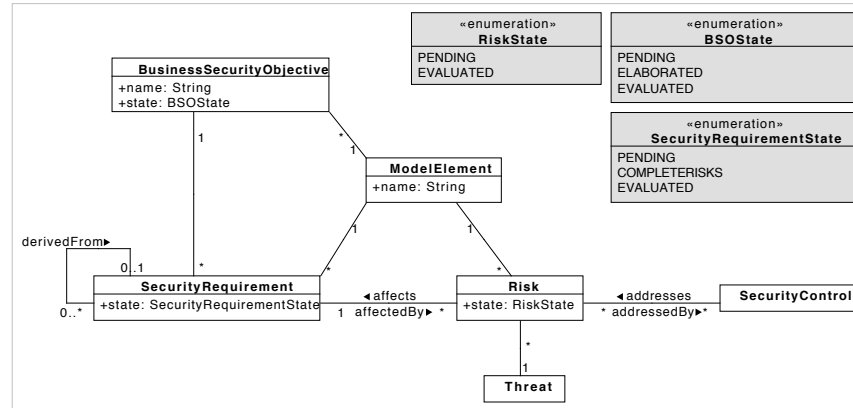 «enumeration»
RiskState
PENDING
EVALUATED
«enumeration»
BSOState
PENDING
ELABORATED
EVALUATED
BusinessSecurityObjective
+name: String
+state: BSOState
«enumeration»
SecurityRequirementState
PENDING
COMPLETERISKS
EVALUATED
1
*
1
ModelElement
+name: String
1
1
derivedFrom▶
0..1
*
*
*
SecurityRequirement
+state: SecurityRequirementState
0..*
◀affects
1 affectedBy▶ *
Risk
+state: RiskState
◀addresses
* addressedBy▶*
SecurityControl
*
1
Threat